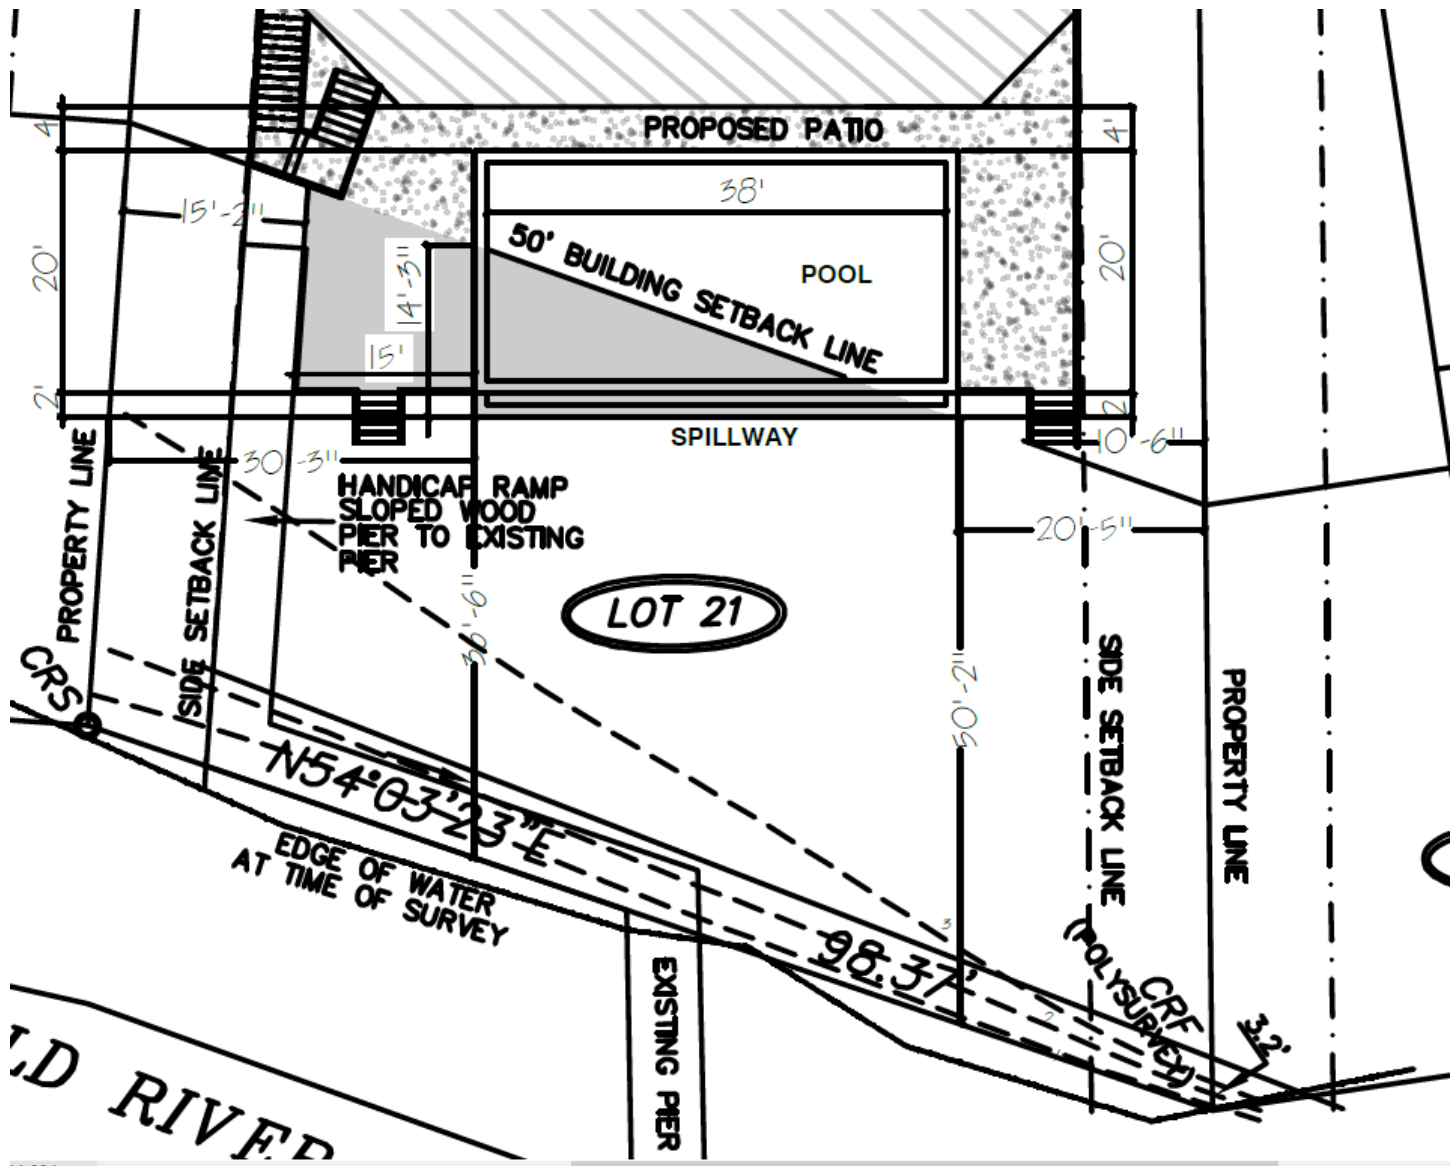 PROPOSED PATIO
4'
4'
38'
15'-2"
50' BUILDING SETBACK LINE
POOL
20'
14'-3"
20'
15'
2'
2'
SPILLWAY
10'-6"
30'-3"
HANDICAP RAMP
SLOPED WOOD
PIER TO EXISTING
PIER
20'-5"
PROPERTY LINE
SIDE SETBACK LINE
LOT 21
50'-2"
SIDE SETBACK LINE
PROPERTY LINE
CRS
N54°03'23"E
EDGE OF WATER
AT TIME OF SURVEY
98.37'
3
2
1
CRF
(POLYSURVEY)
3.2'
EXISTING PIER
LD RIVER